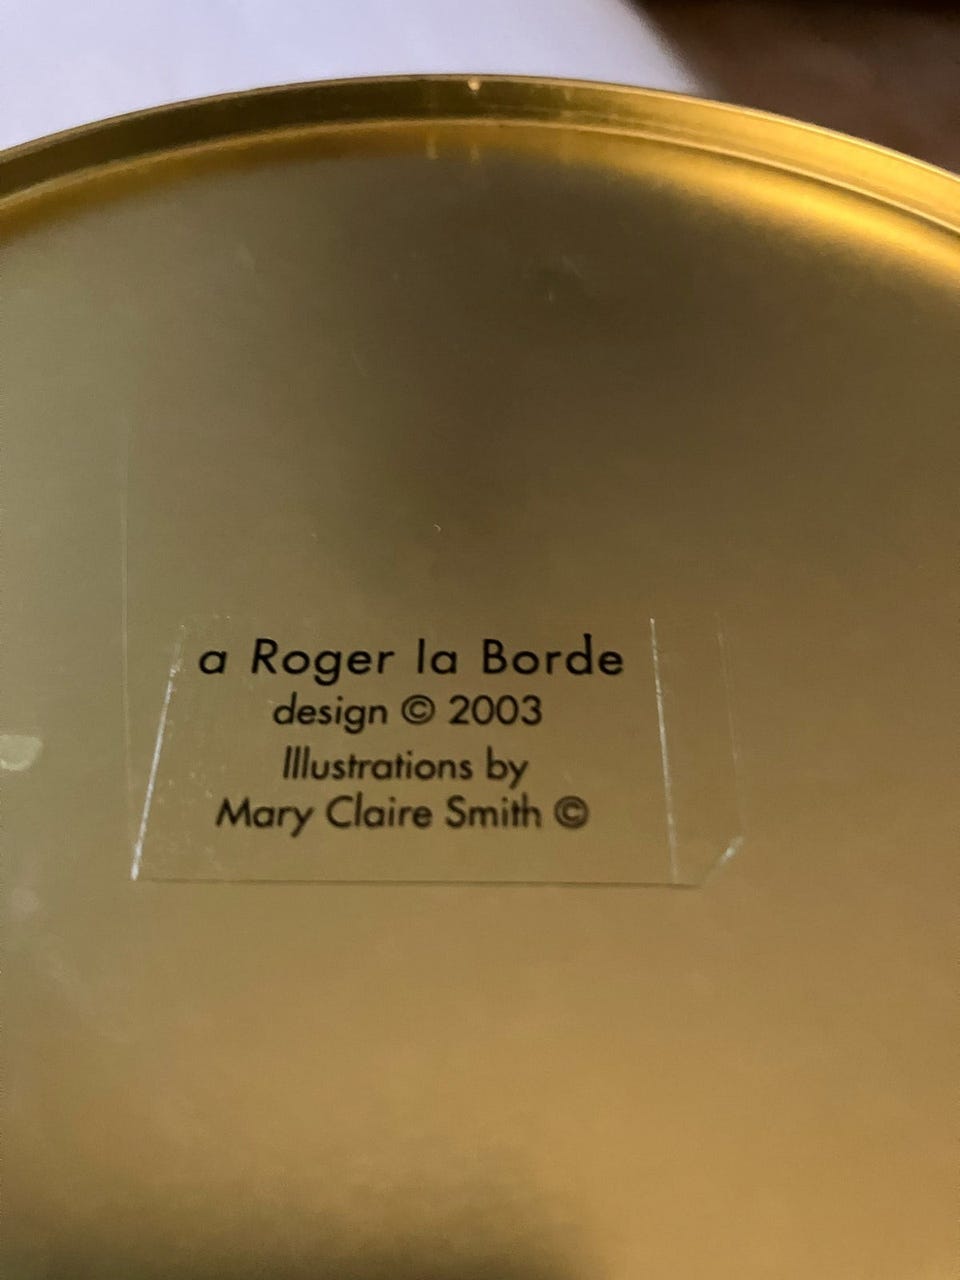 a Roger la Borde
design © 2003
Illustrations by
Mary Claire Smith ©